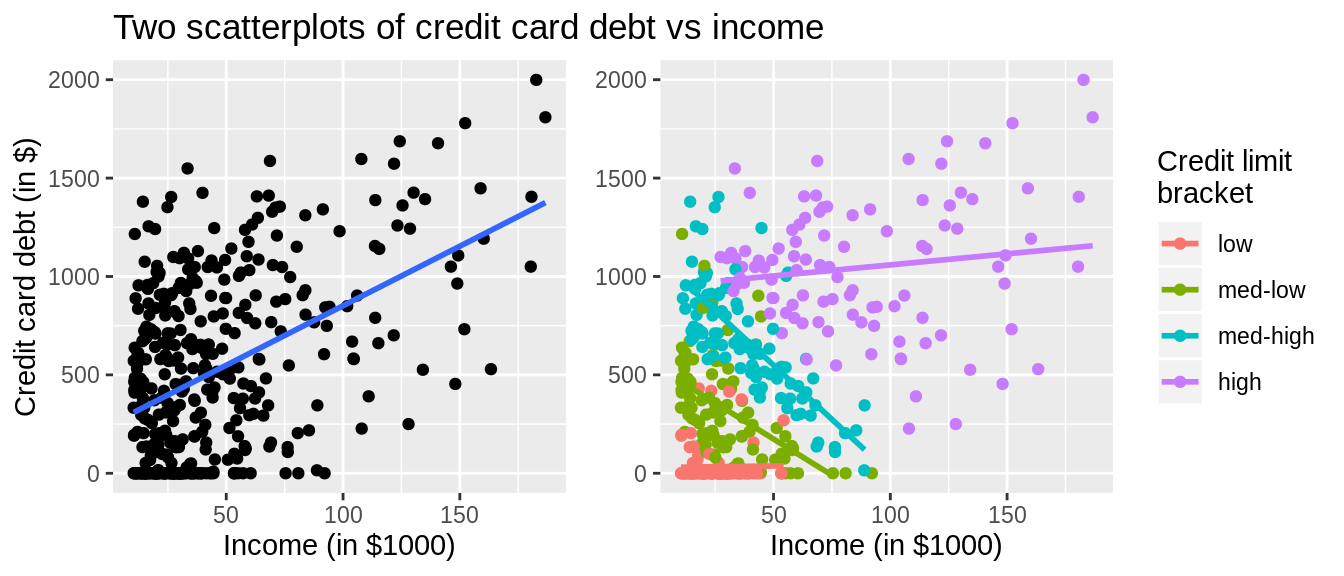 Two scatterplots of credit card debt vs income
Credit card debt (in $)
2000
1500
1000
500
0
50
100
150
Income (in $1000)
2000
1500
1000
500
0
50
100
150
Income (in $1000)
Credit limit
bracket
low
med-low
med-high
high